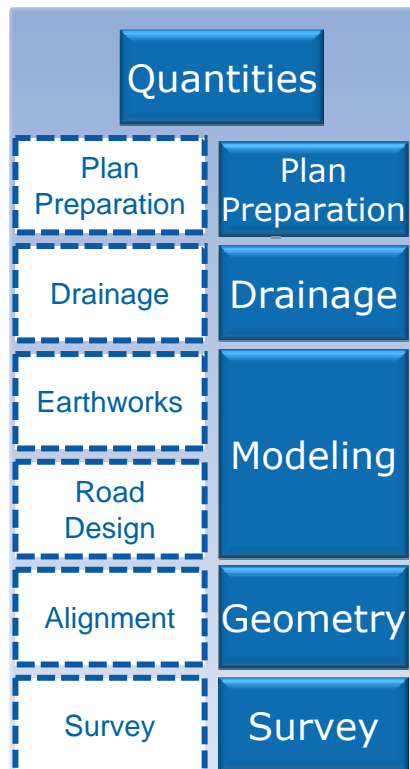 Quantities
Plan
Preparation
Plan
Preparation
Drainage
Drainage
Earthworks
Modeling
Road
Design
Alignment
Geometry
Survey
Survey